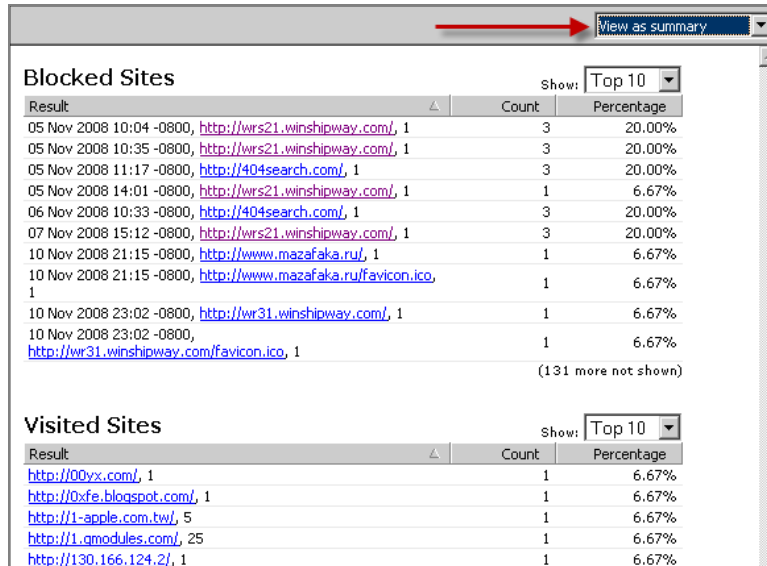 View as summary
Blocked Sites
Show: Top 10
Result Count Percentage
05 Nov 2008 10:04 -0800, http://wrs21.winshipway.com/, 1 3 20.00%
05 Nov 2008 10:35 -0800, http://wrs21.winshipway.com/, 1 3 20.00%
05 Nov 2008 11:17 -0800, http://404search.com/, 1 3 20.00%
05 Nov 2008 14:01 -0800, http://wrs21.winshipway.com/, 1 1 6.67%
06 Nov 2008 10:33 -0800, http://404search.com/, 1 3 20.00%
07 Nov 2008 15:12 -0800, http://wrs21.winshipway.com/, 1 3 20.00%
10 Nov 2008 21:15 -0800, http://www.mazafaka.ru/, 1 1 6.67%
10 Nov 2008 21:15 -0800, http://www.mazafaka.ru/favicon.ico,
1 1 6.67%
10 Nov 2008 23:02 -0800, http://wr31.winshipway.com/, 1 1 6.67%
10 Nov 2008 23:02 -0800,
http://wr31.winshipway.com/favicon.ico, 1 1 6.67%
(131 more not shown)
Visited Sites
Show: Top 10
Result Count Percentage
http://00yx.com/, 1 1 6.67%
http://0xfe.blogspot.com/, 1 1 6.67%
http://1-apple.com.tw/, 5 1 6.67%
http://1.gmodules.com/, 25 1 6.67%
http://130.166.124.2/, 1 1 6.67%